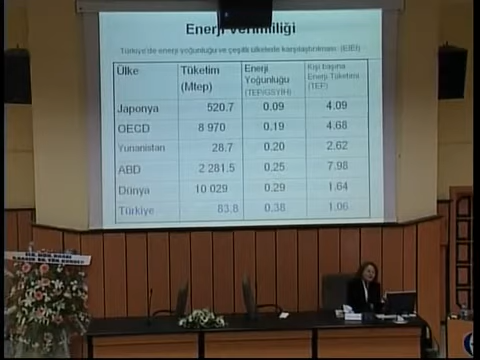 Enerji Verimliliği
Türkiye'de enerji yoğunluğu ve çeşitli ülkelerle karşılaştırılması (EİEİ)
Ülke Tüketim (Mtep) Enerji Yoğunluğu (TEP/GSYİH) Kişi başına Enerji Tüketimi (TEP)
Japonya 520.7 0.09 4.09
OECD 8 970 0.19 4.68
Yunanistan 28.7 0.20 2.62
ABD 2 281.5 0.25 7.98
Dünya 10 029 0.29 1.64
Türkiye 83.8 0.38 1.06